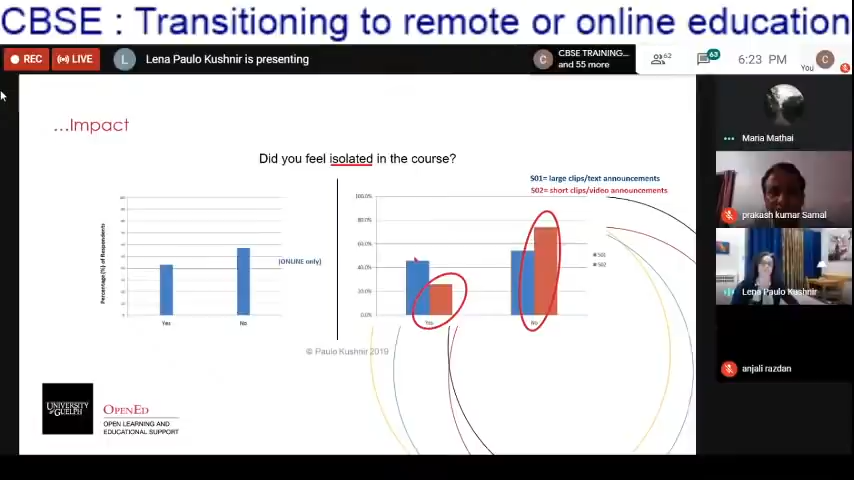 CBSE : Transitioning to remote or online education
REC
LIVE
L
Lena Paulo Kushnir is presenting
C
CBSE TRAINING...
and 55 more
62
63
6:23 PM
You
C
...Impact
Did you feel isolated in the course?
S01= large clips/text announcements
S02= short clips/video announcements
Percentage (%) of Respondents
Yes
No
(ONLINE only)
100.0%
80.0%
60.0%
40.0%
20.0%
0.0%
Yes
No
S01
S02
© Paulo Kushnir 2019
UNIVERSITY
OF GUELPH
OPENED
OPEN LEARNING AND
EDUCATIONAL SUPPORT
Maria Mathai
prakash kumar Samal
Lena Paulo Kushnir
anjali razdan